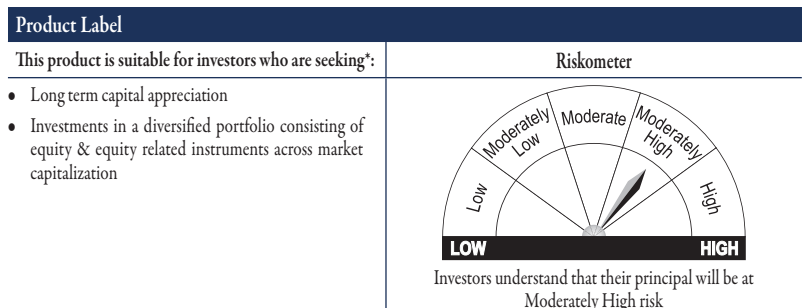 Product Label
This product is suitable for investors who are seeking*:
Riskometer
• Long term capital appreciation
• Investments in a diversified portfolio consisting of
equity & equity related instruments across market
capitalization
Low
Moderately
Low
Moderate
Moderately
High
High
LOW
HIGH
Investors understand that their principal will be at
Moderately High risk